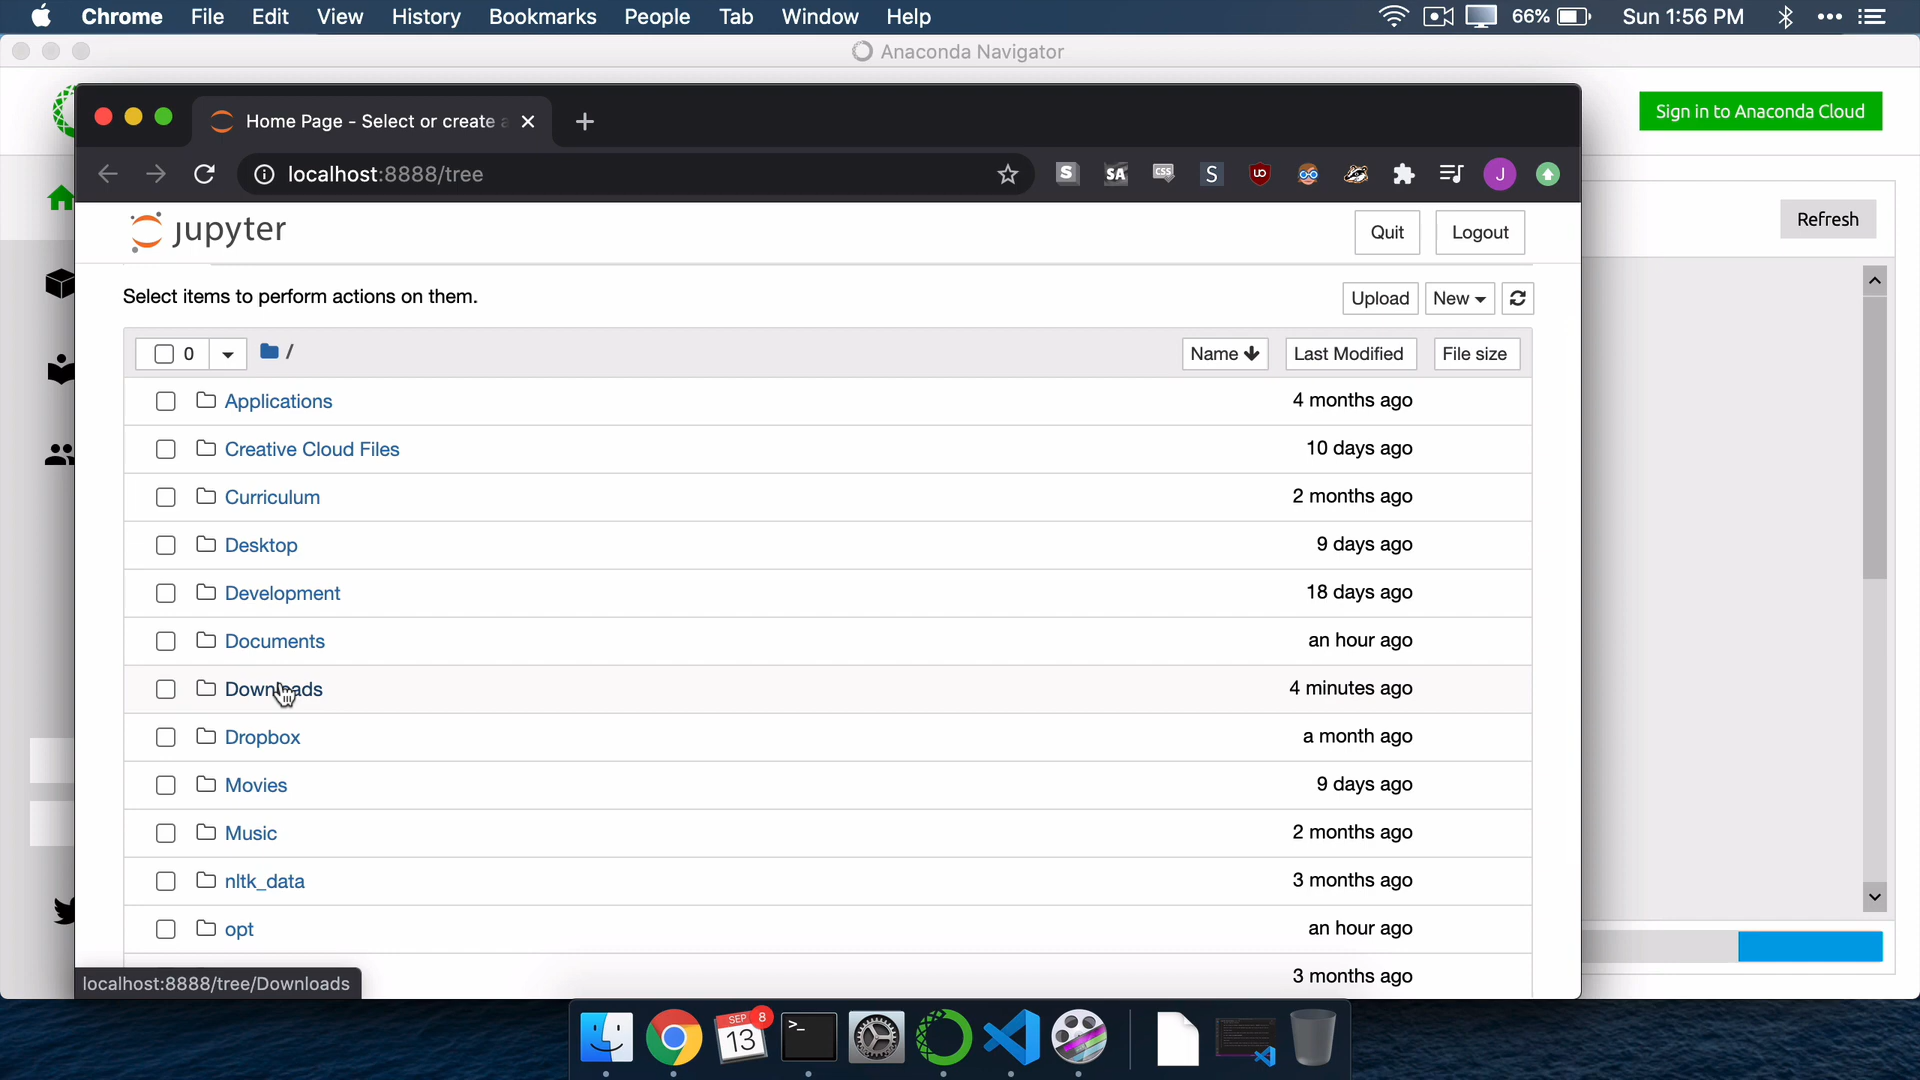 Chrome File Edit View History Bookmarks People Tab Window Help 66% Sun 1:56 PM
Anaconda Navigator
Home Page - Select or create a
Sign in to Anaconda Cloud
localhost:8888/tree
S SA CSS S UO J
jupyter
Quit Logout
Refresh
Select items to perform actions on them.
Upload New
0 / Name Last Modified File size
Applications 4 months ago
Creative Cloud Files 10 days ago
Curriculum 2 months ago
Desktop 9 days ago
Development 18 days ago
Documents an hour ago
Downloads 4 minutes ago
Dropbox a month ago
Movies 9 days ago
Music 2 months ago
nltk_data 3 months ago
opt an hour ago
3 months ago
localhost:8888/tree/Downloads
SEP 13 8
>_